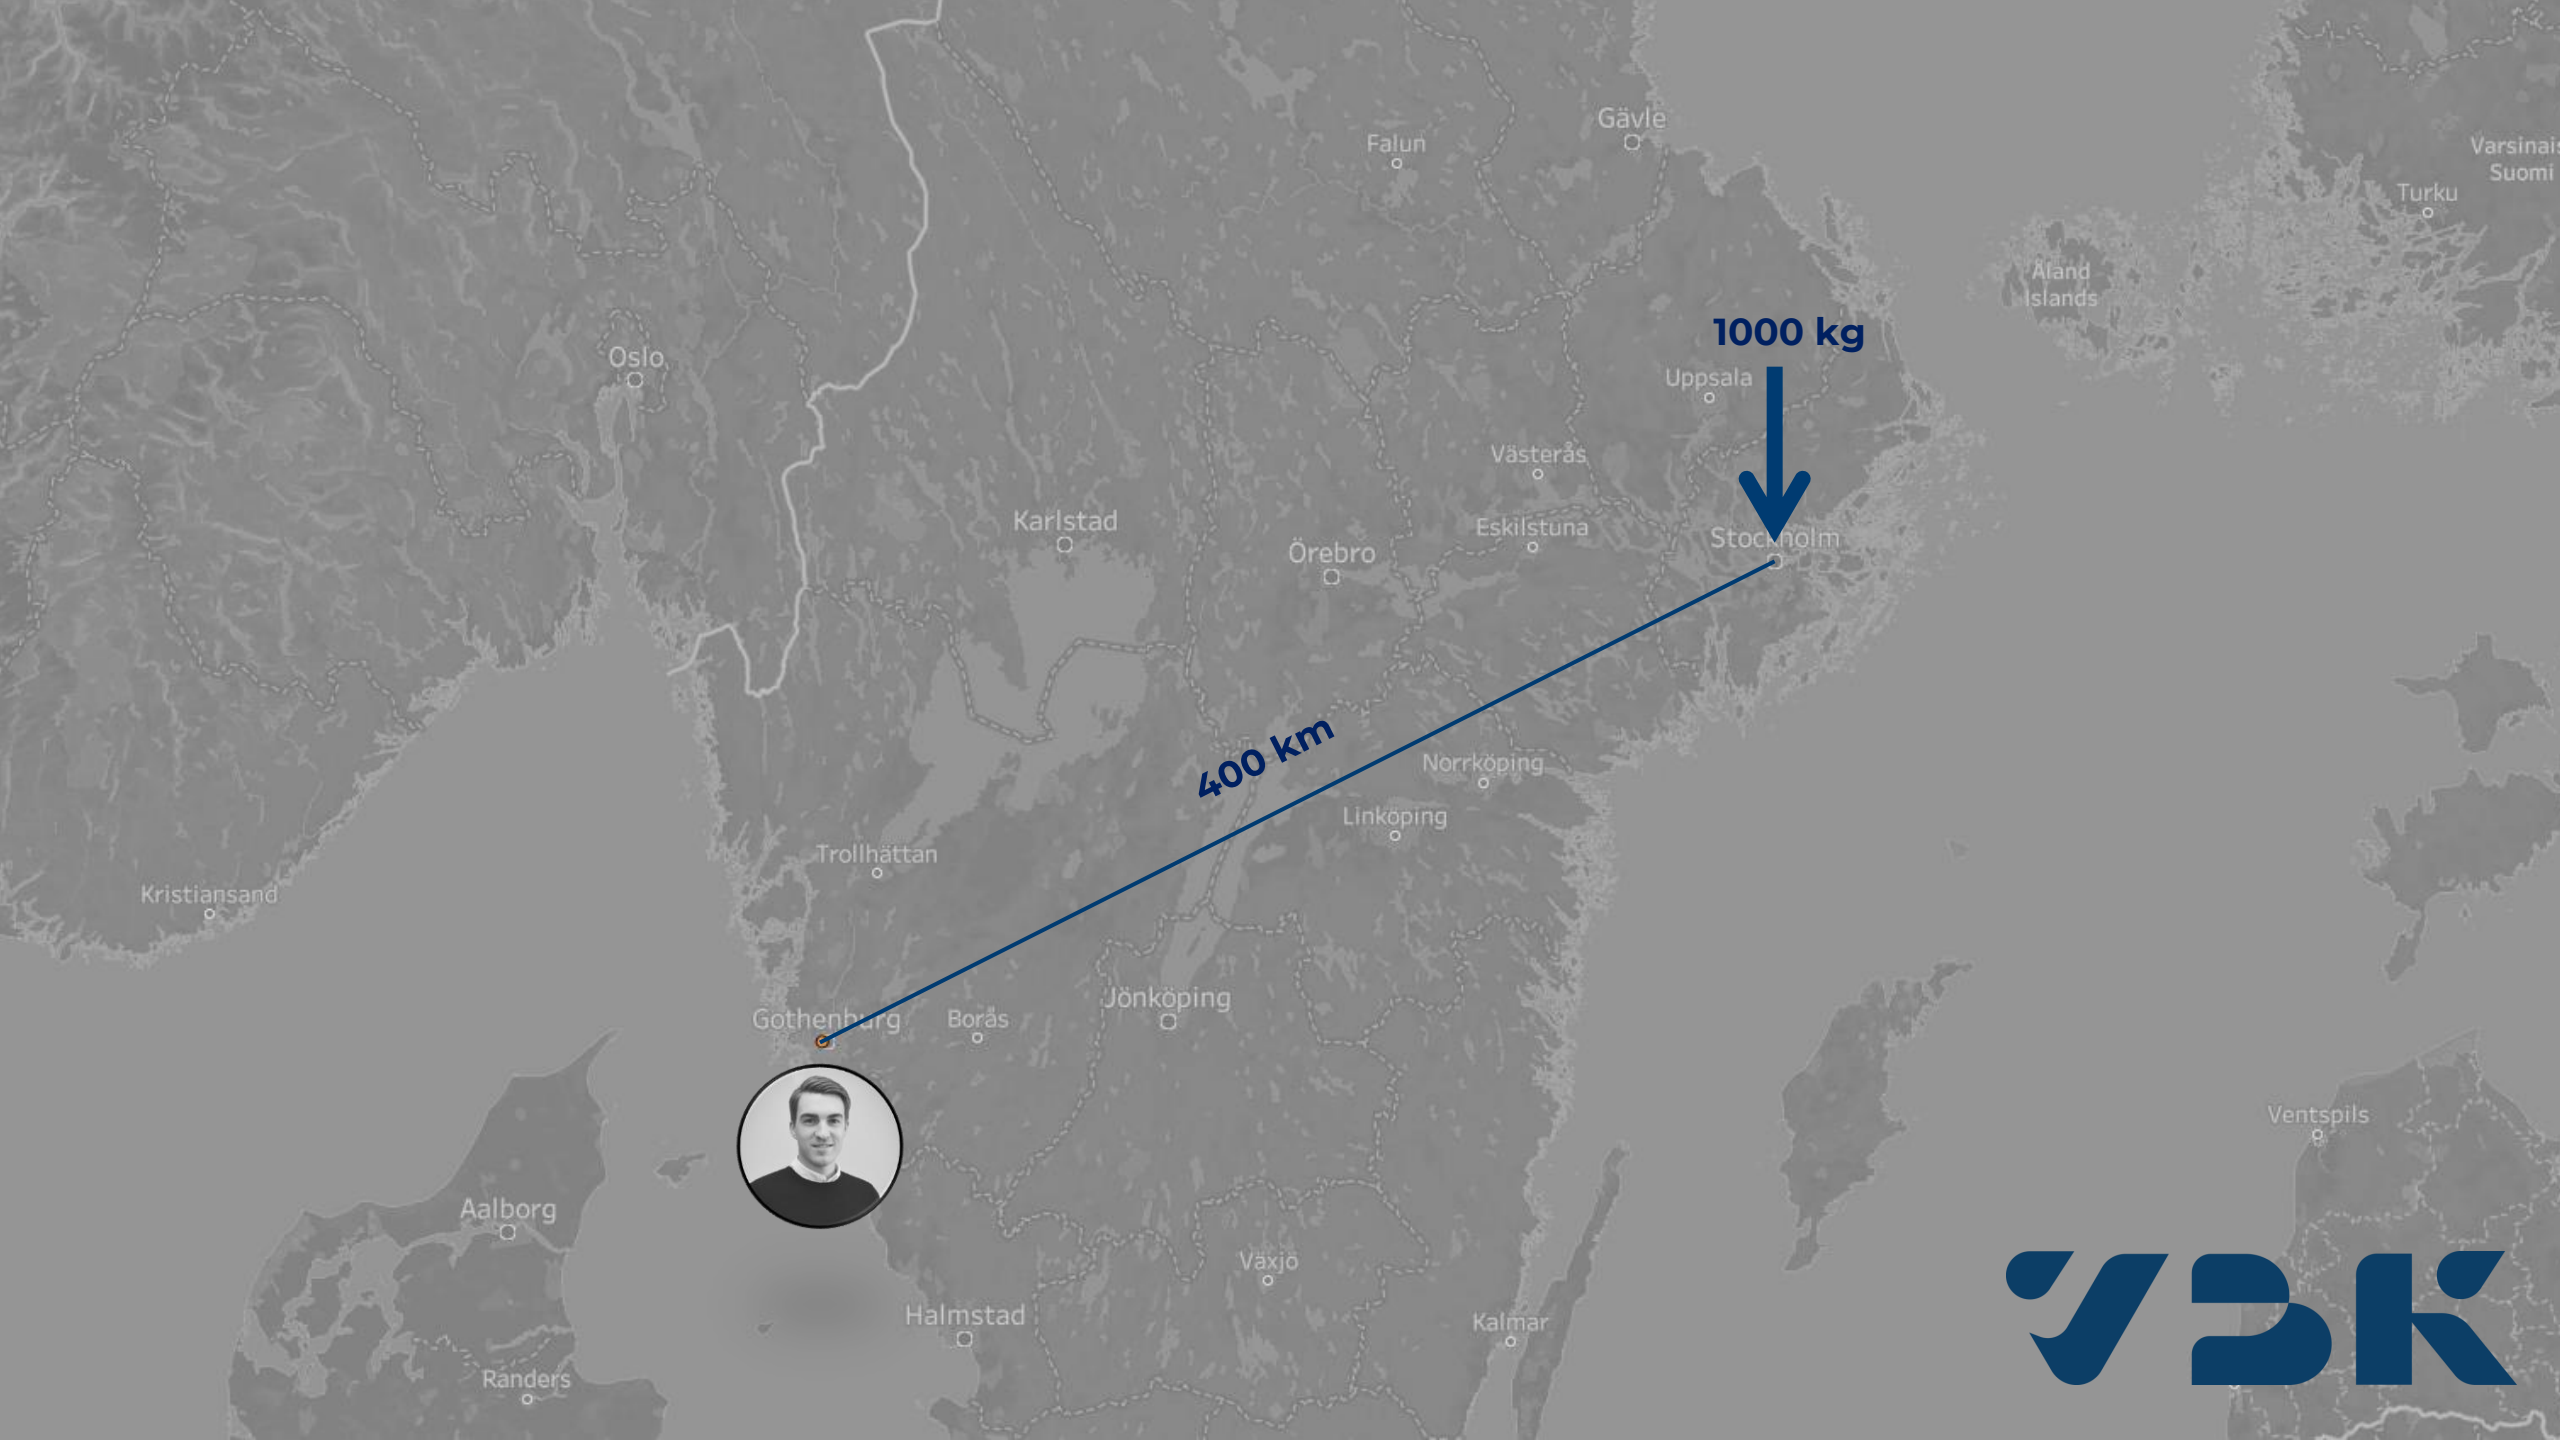 Gävle
Falun
Varsinais
Suomi
Turku
Åland
Islands
1000 kg
Oslo
Uppsala
Västerås
Karlstad
Eskilstuna
Stockholm
Örebro
400 km
Norrköping
Linköping
Trollhättan
Kristiansand
Jönköping
Gothenburg
Borås
Ventspils
Aalborg
Växjö
Halmstad
Kalmar
Randers
VBK